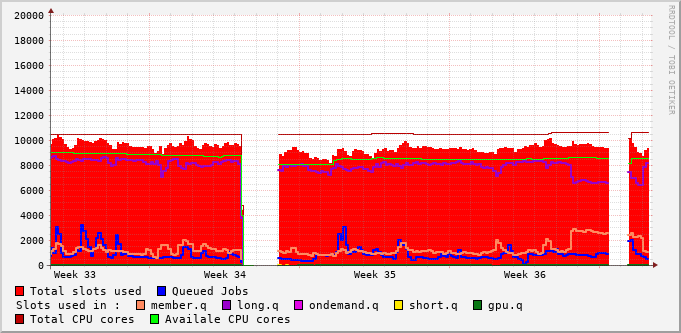 20000
18000
16000
14000
12000
10000
8000
6000
4000
2000
0
Week 33 Week 34 Week 35 Week 36
RRDTOOL / TOBI OETIKER
Total slots used Queued Jobs
Slots used in : member.q long.q ondemand.q short.q gpu.q
Total CPU cores Availale CPU cores